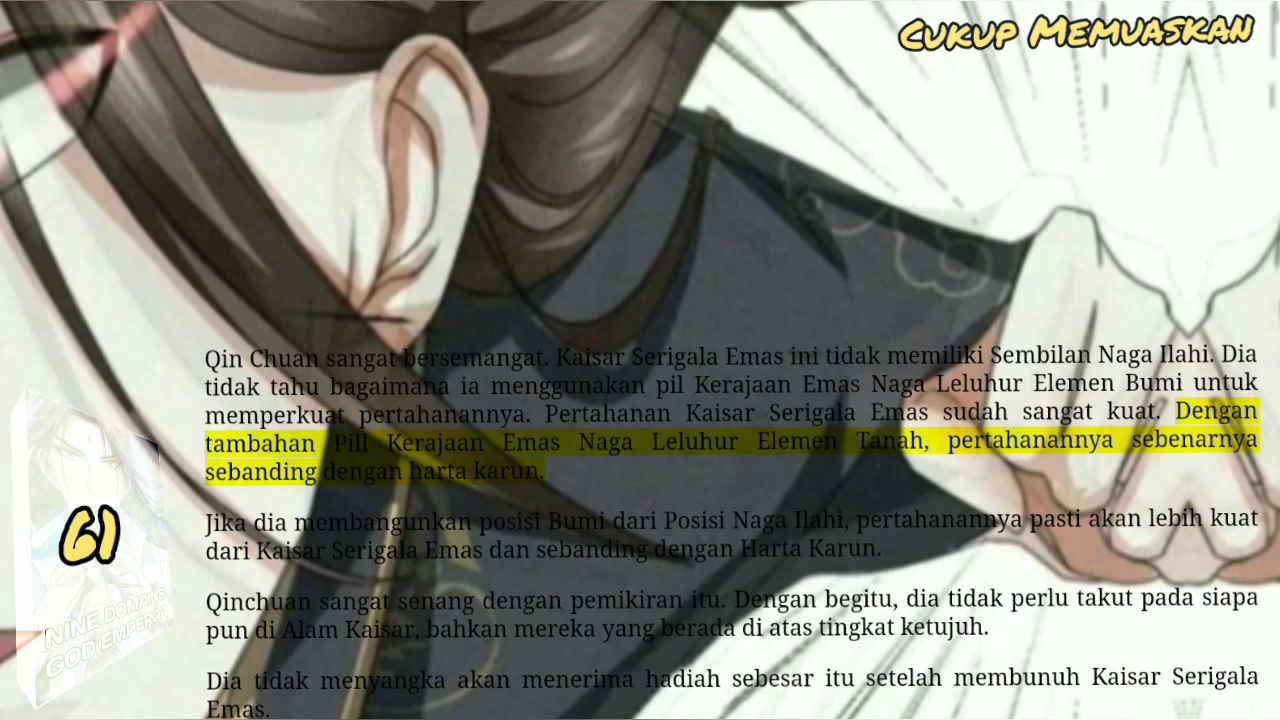 Cukup Memuaskan
Qin Chuan sangat bersemangat. Kaisar Serigala Emas ini tidak memiliki Sembilan Naga Ilahi. Dia
tidak tahu bagaimana ia menggunakan pil Kerajaan Emas Naga Leluhur Elemen Bumi untuk
memperkuat pertahanannya. Pertahanan Kaisar Serigala Emas sudah sangat kuat. Dengan
tambahan Pill Kerajaan Emas Naga Leluhur Elemen Tanah, pertahanannya sebenarnya
sebanding dengan harta karun.
Jika dia membangunkan posisi Bumi dari Posisi Naga Ilahi, pertahanannya pasti akan lebih kuat
dari Kaisar Serigala Emas dan sebanding dengan Harta Karun.
Qinchuan sangat senang dengan pemikiran itu. Dengan begitu, dia tidak perlu takut pada siapa
pun di Alam Kaisar, bahkan mereka yang berada di atas tingkat ketujuh.
Dia tidak menyangka akan menerima hadiah sebesar itu setelah membunuh Kaisar Serigala
Emas.
61
NINE DOMAINS
GOD EMPEROR